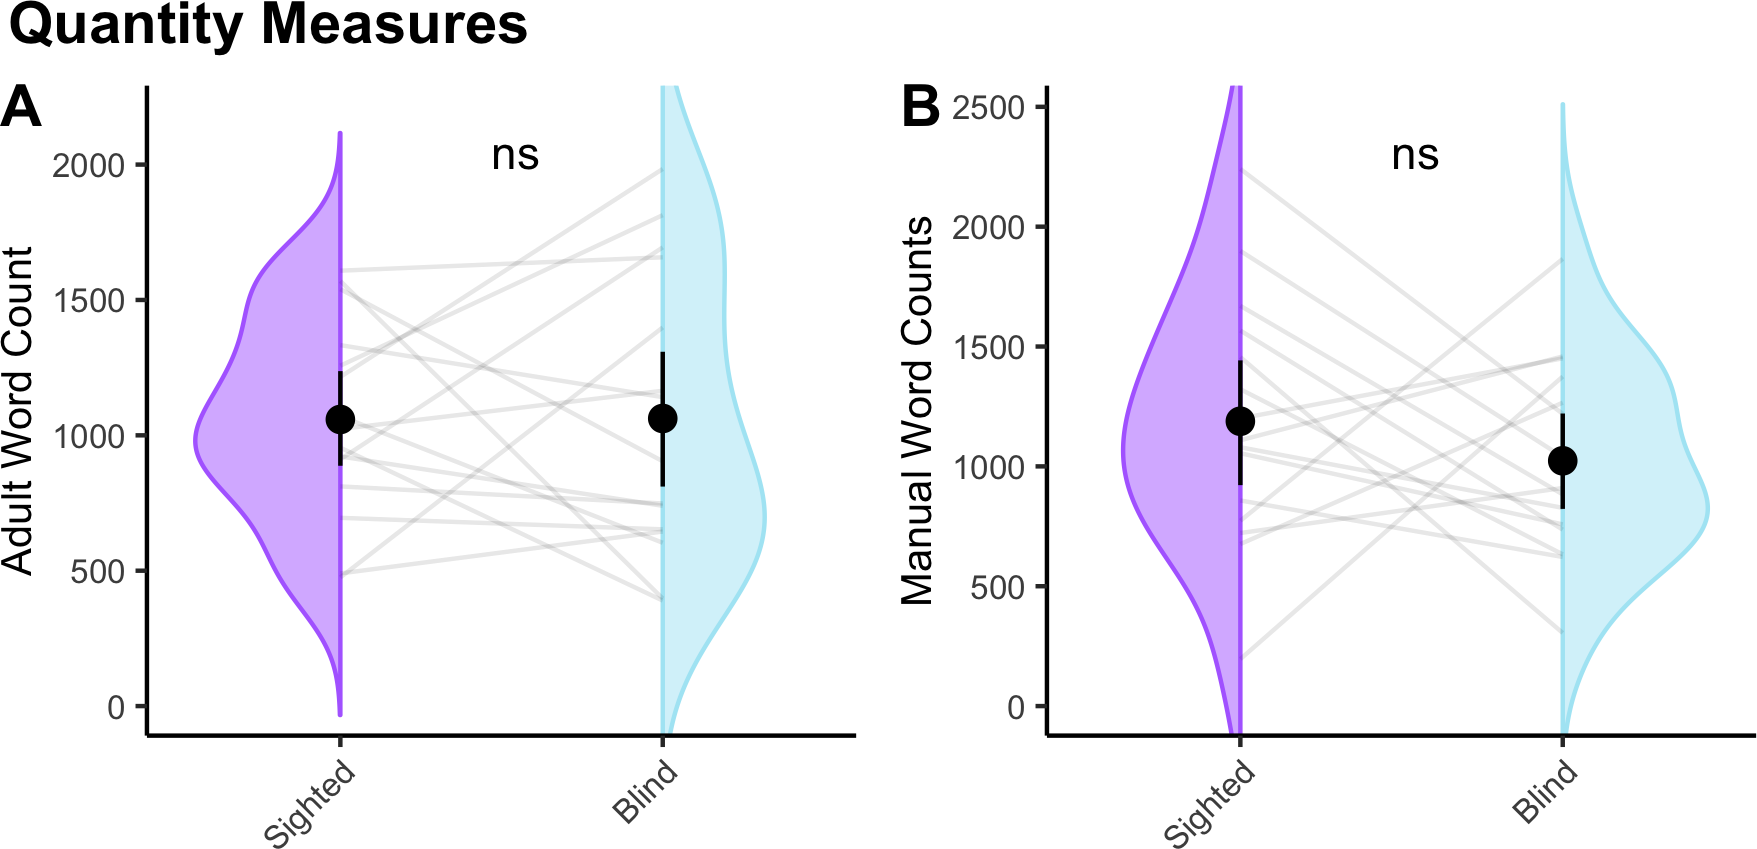 Quantity Measures
A
ns
Adult Word Count
2000
1500
1000
500
0
Sighted
Blind
B
ns
Manual Word Counts
2500
2000
1500
1000
500
0
Sighted
Blind